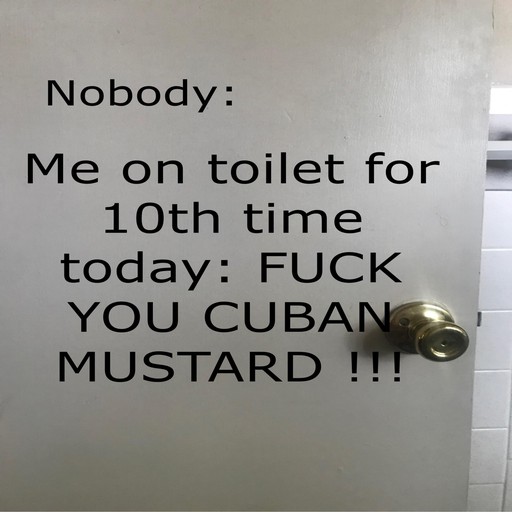 Nobody:
Me on toilet for
10th time
today: FUCK
YOU CUBAN
MUSTARD !!!